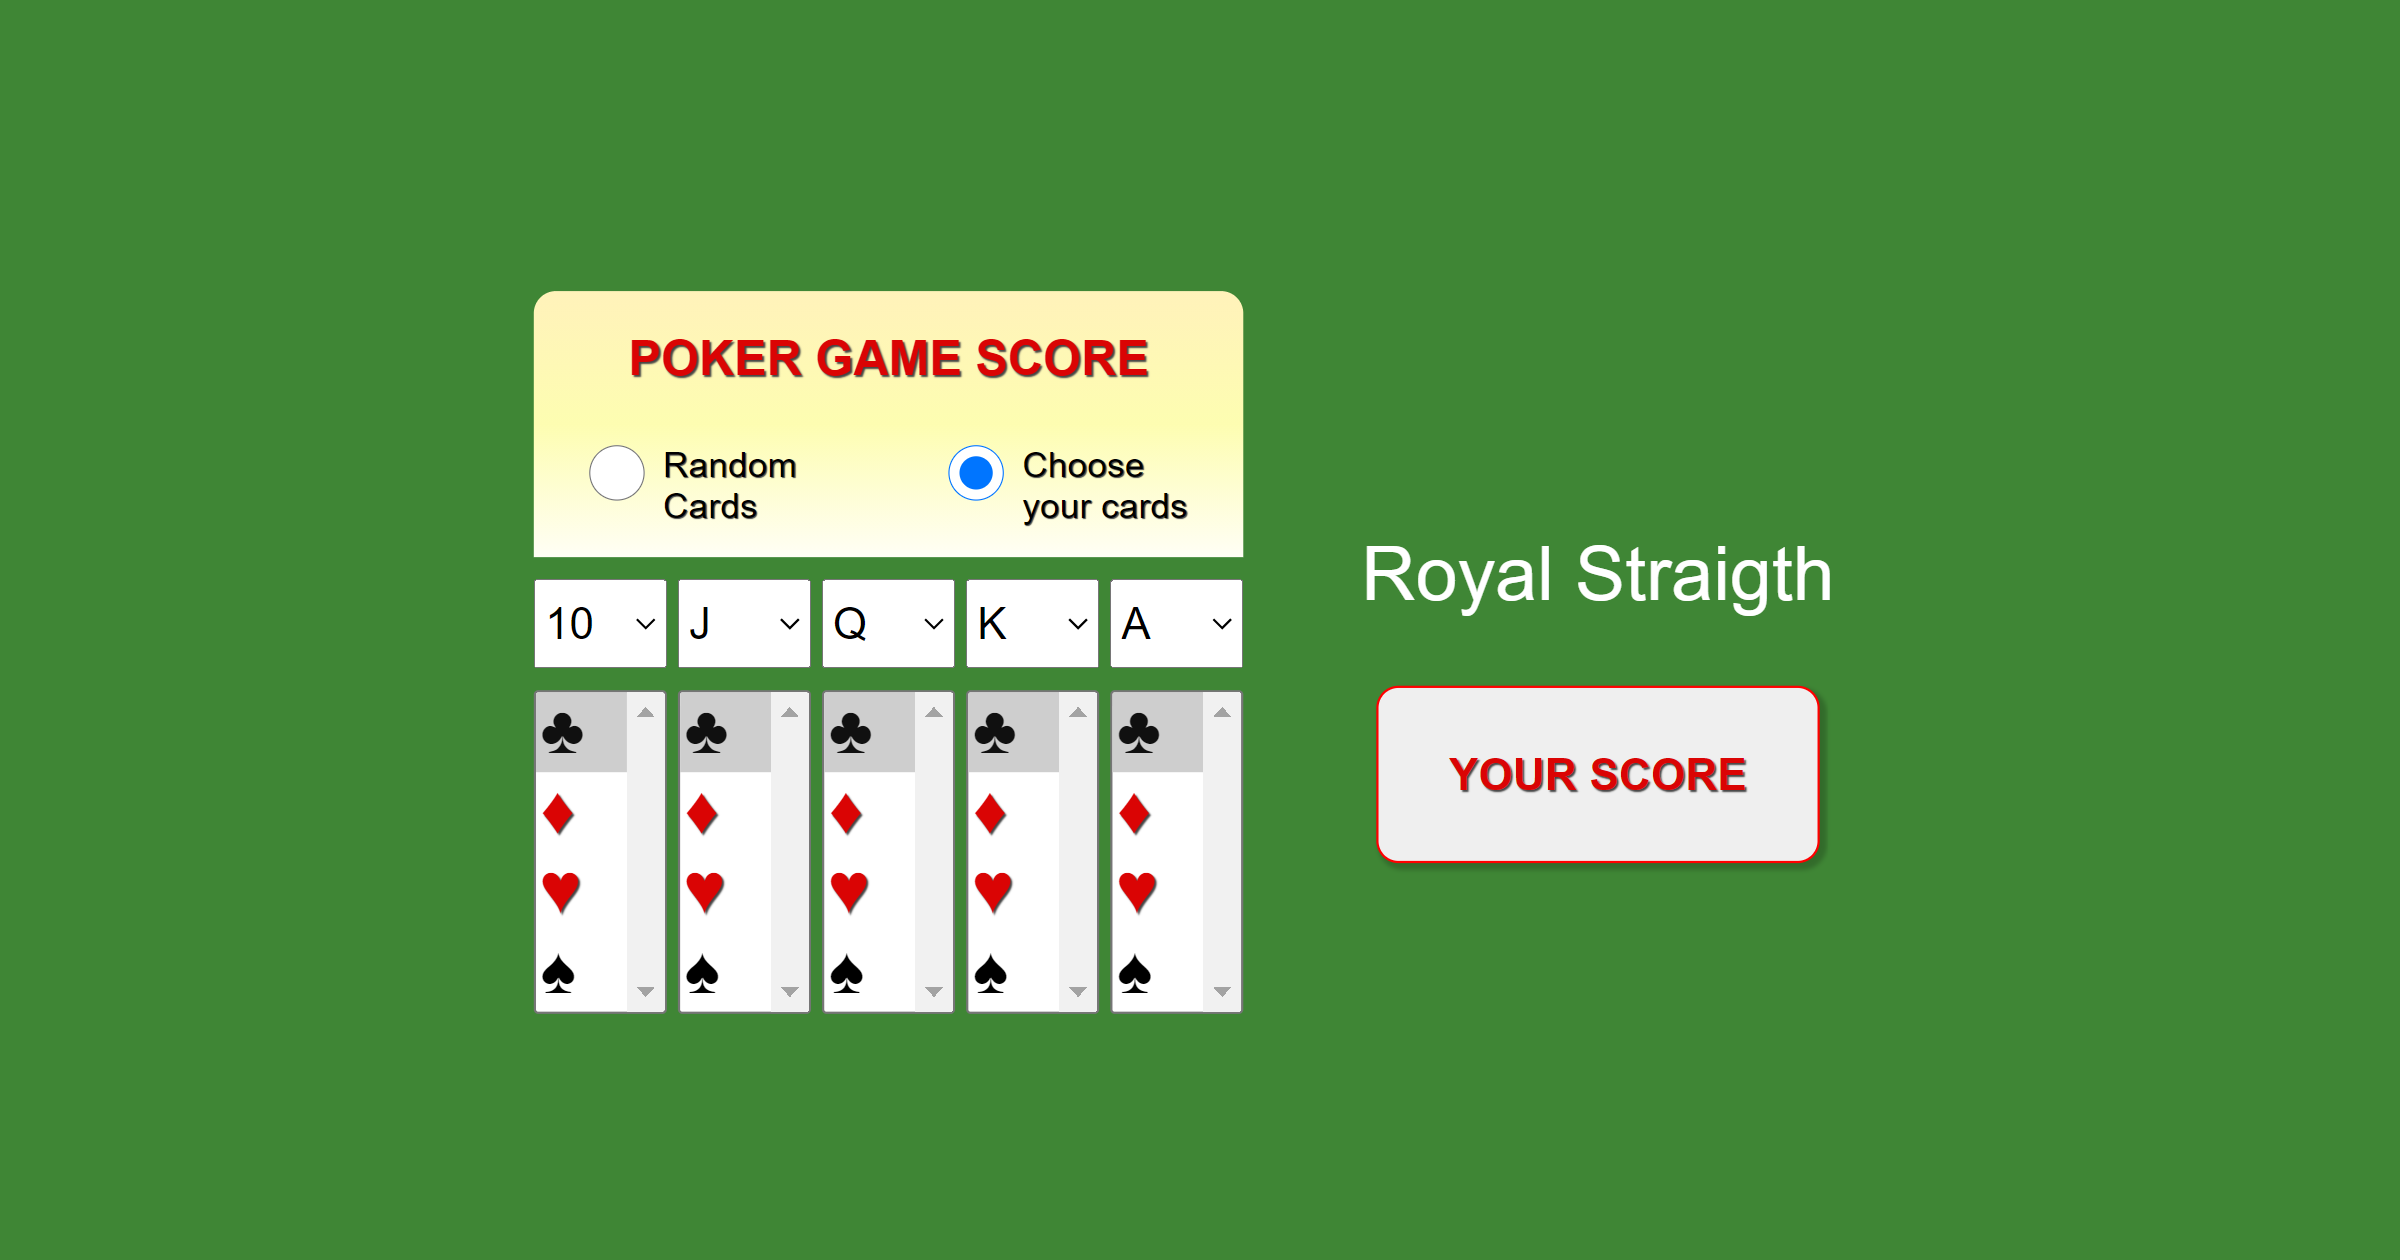 POKER GAME SCORE
Random
Cards
Choose
your cards
10 J Q K A
♣ ♣ ♣ ♣ ♣
♦ ♦ ♦ ♦ ♦
♥ ♥ ♥ ♥ ♥
♠ ♠ ♠ ♠ ♠
Royal Straigth
YOUR SCORE